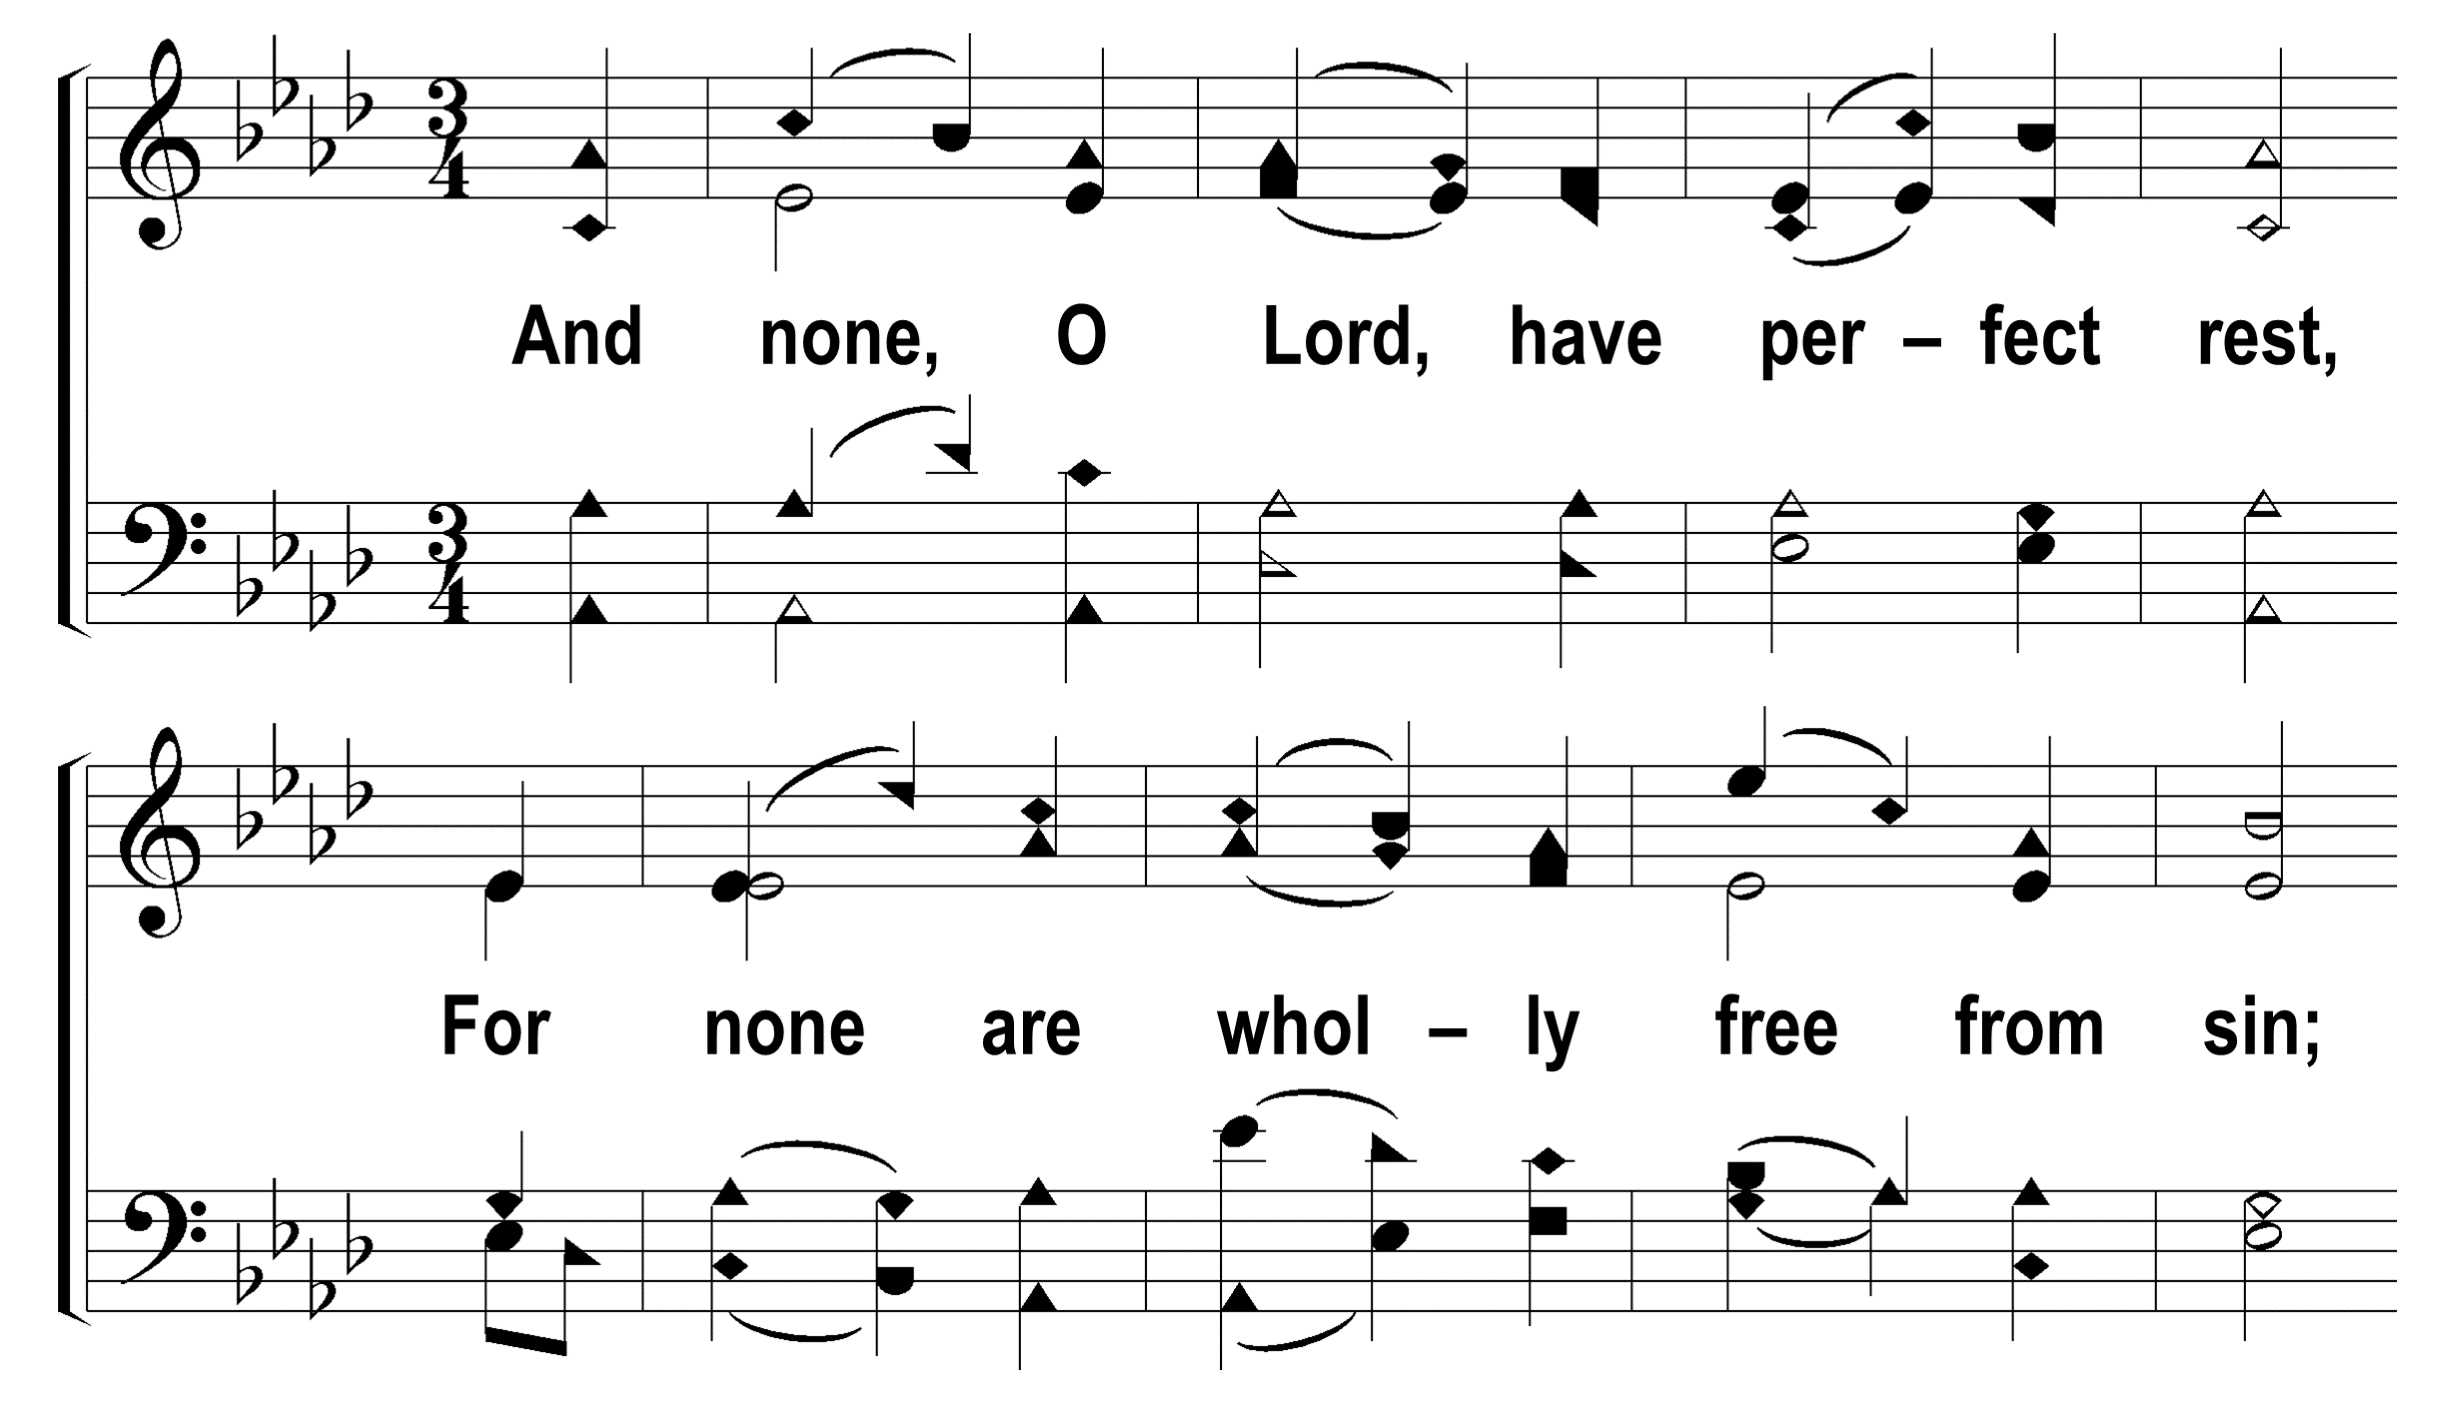 And none, O Lord, have per – fect rest,
For none are whol – ly free from sin;